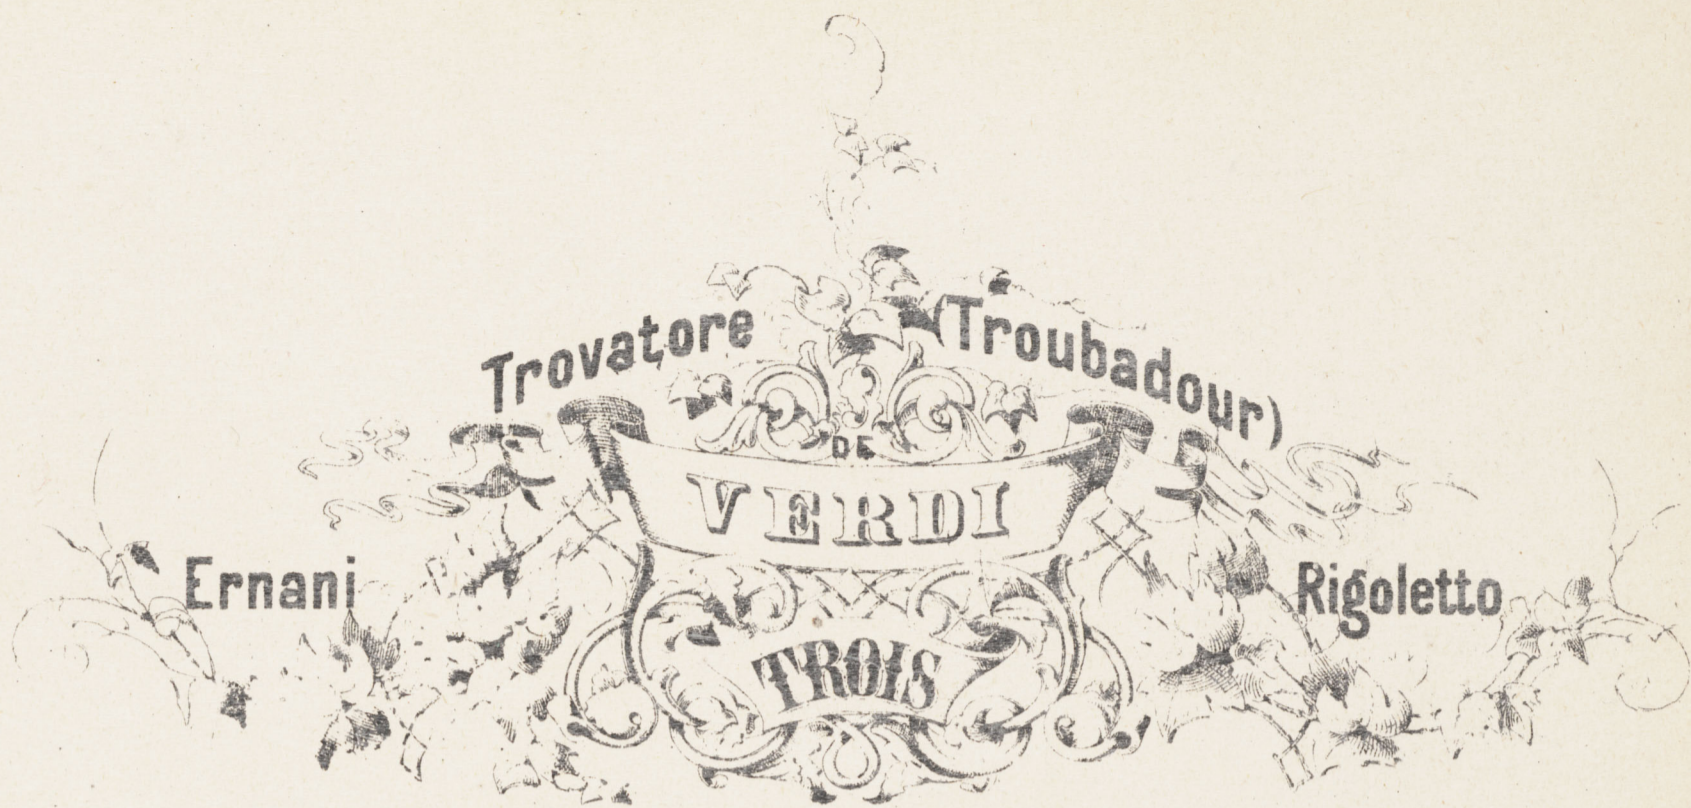 Trovatore (Troubadour)
DE
VERDI
Ernani
Rigoletto
TROIS